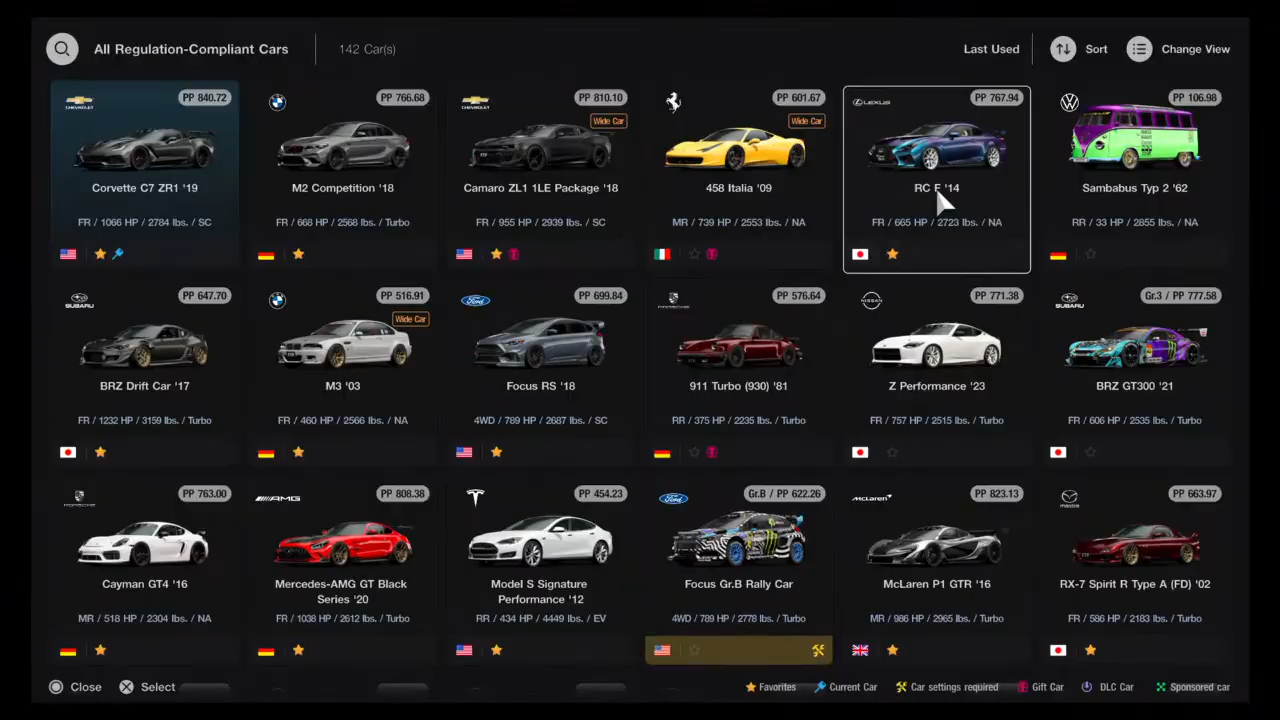 All Regulation-Compliant Cars
142 Car(s)
Last Used
Sort
Change View
CHEVROLET
PP 840.72
Corvette C7 ZR1 '19
FR / 1066 HP / 2784 lbs. / SC
PP 766.68
M2 Competition '18
FR / 668 HP / 2568 lbs. / Turbo
CHEVROLET
PP 810.10
Wide Car
Camaro ZL1 1LE Package '18
FR / 955 HP / 2939 lbs. / SC
PP 601.67
Wide Car
458 Italia '09
MR / 739 HP / 2553 lbs. / NA
LEXUS
PP 767.94
RC F '14
FR / 665 HP / 2723 lbs. / NA
PP 106.98
Sambabus Typ 2 '62
RR / 33 HP / 2855 lbs. / NA
SUBARU
PP 647.70
BRZ Drift Car '17
FR / 1232 HP / 3159 lbs. / Turbo
PP 516.91
Wide Car
M3 '03
FR / 460 HP / 2566 lbs. / NA
Ford
PP 699.84
Focus RS '18
4WD / 789 HP / 2687 lbs. / SC
PORSCHE
PP 576.64
911 Turbo (930) '81
RR / 375 HP / 2235 lbs. / Turbo
NISSAN
PP 771.38
Z Performance '23
FR / 757 HP / 2515 lbs. / Turbo
SUBARU
Gr.3 / PP 777.58
BRZ GT300 '21
FR / 606 HP / 2535 lbs. / Turbo
PORSCHE
PP 763.00
Cayman GT4 '16
MR / 518 HP / 2304 lbs. / NA
AMG
PP 808.38
Mercedes-AMG GT Black
Series '20
FR / 1038 HP / 2612 lbs. / Turbo
PP 454.23
Model S Signature
Performance '12
RR / 434 HP / 4449 lbs. / EV
Ford
Gr.B / PP 622.26
Focus Gr.B Rally Car
4WD / 789 HP / 2778 lbs. / Turbo
McLaren
PP 823.13
McLaren P1 GTR '16
MR / 986 HP / 2965 lbs. / Turbo
mazda
PP 663.97
RX-7 Spirit R Type A (FD) '02
FR / 586 HP / 2183 lbs. / Turbo
Close
Select
Favorites
Current Car
Car settings required
Gift Car
DLC Car
Sponsored car